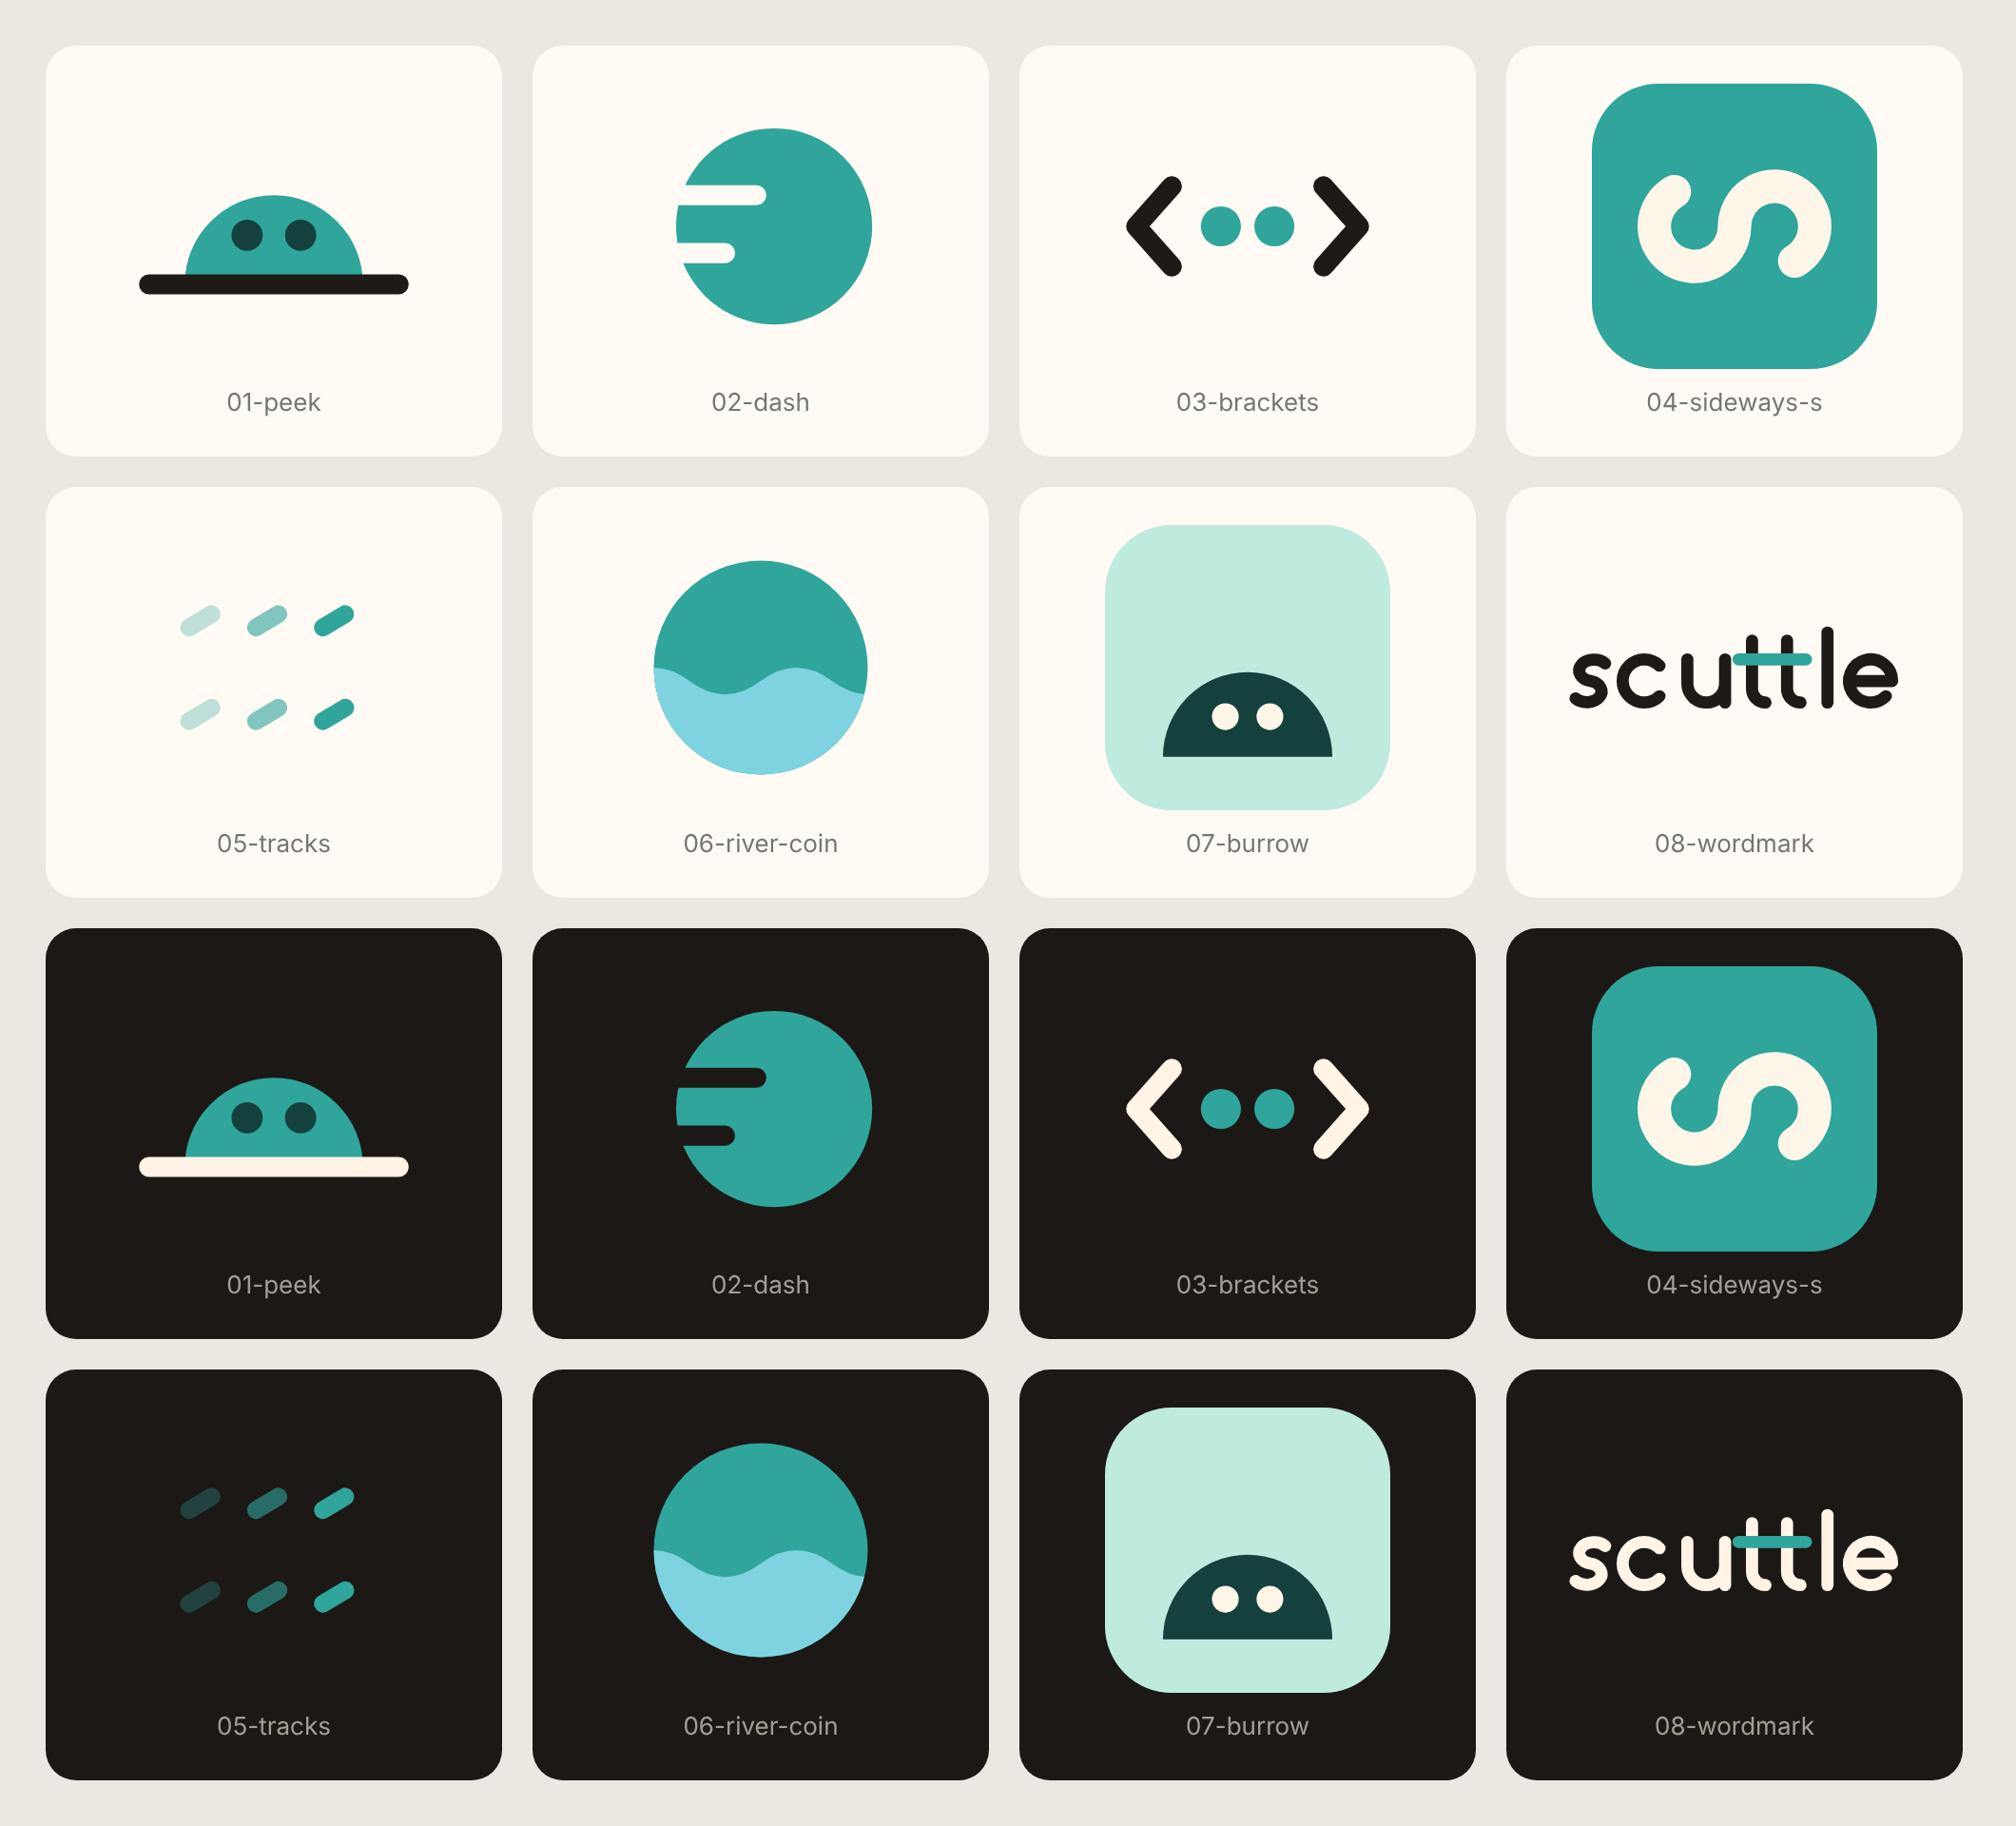 01-peek
02-dash
03-brackets
04-sideways-s
05-tracks
06-river-coin
07-burrow
scuttle
08-wordmark
01-peek
02-dash
03-brackets
04-sideways-s
05-tracks
06-river-coin
07-burrow
scuttle
08-wordmark